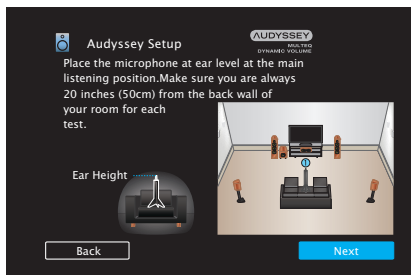 Audyssey Setup
AUDYSSEY
MULTEQ
DYNAMIC VOLUME
Place the microphone at ear level at the main
listening position.Make sure you are always
20 inches (50cm) from the back wall of
your room for each
test.
Ear Height
1
Back
Next